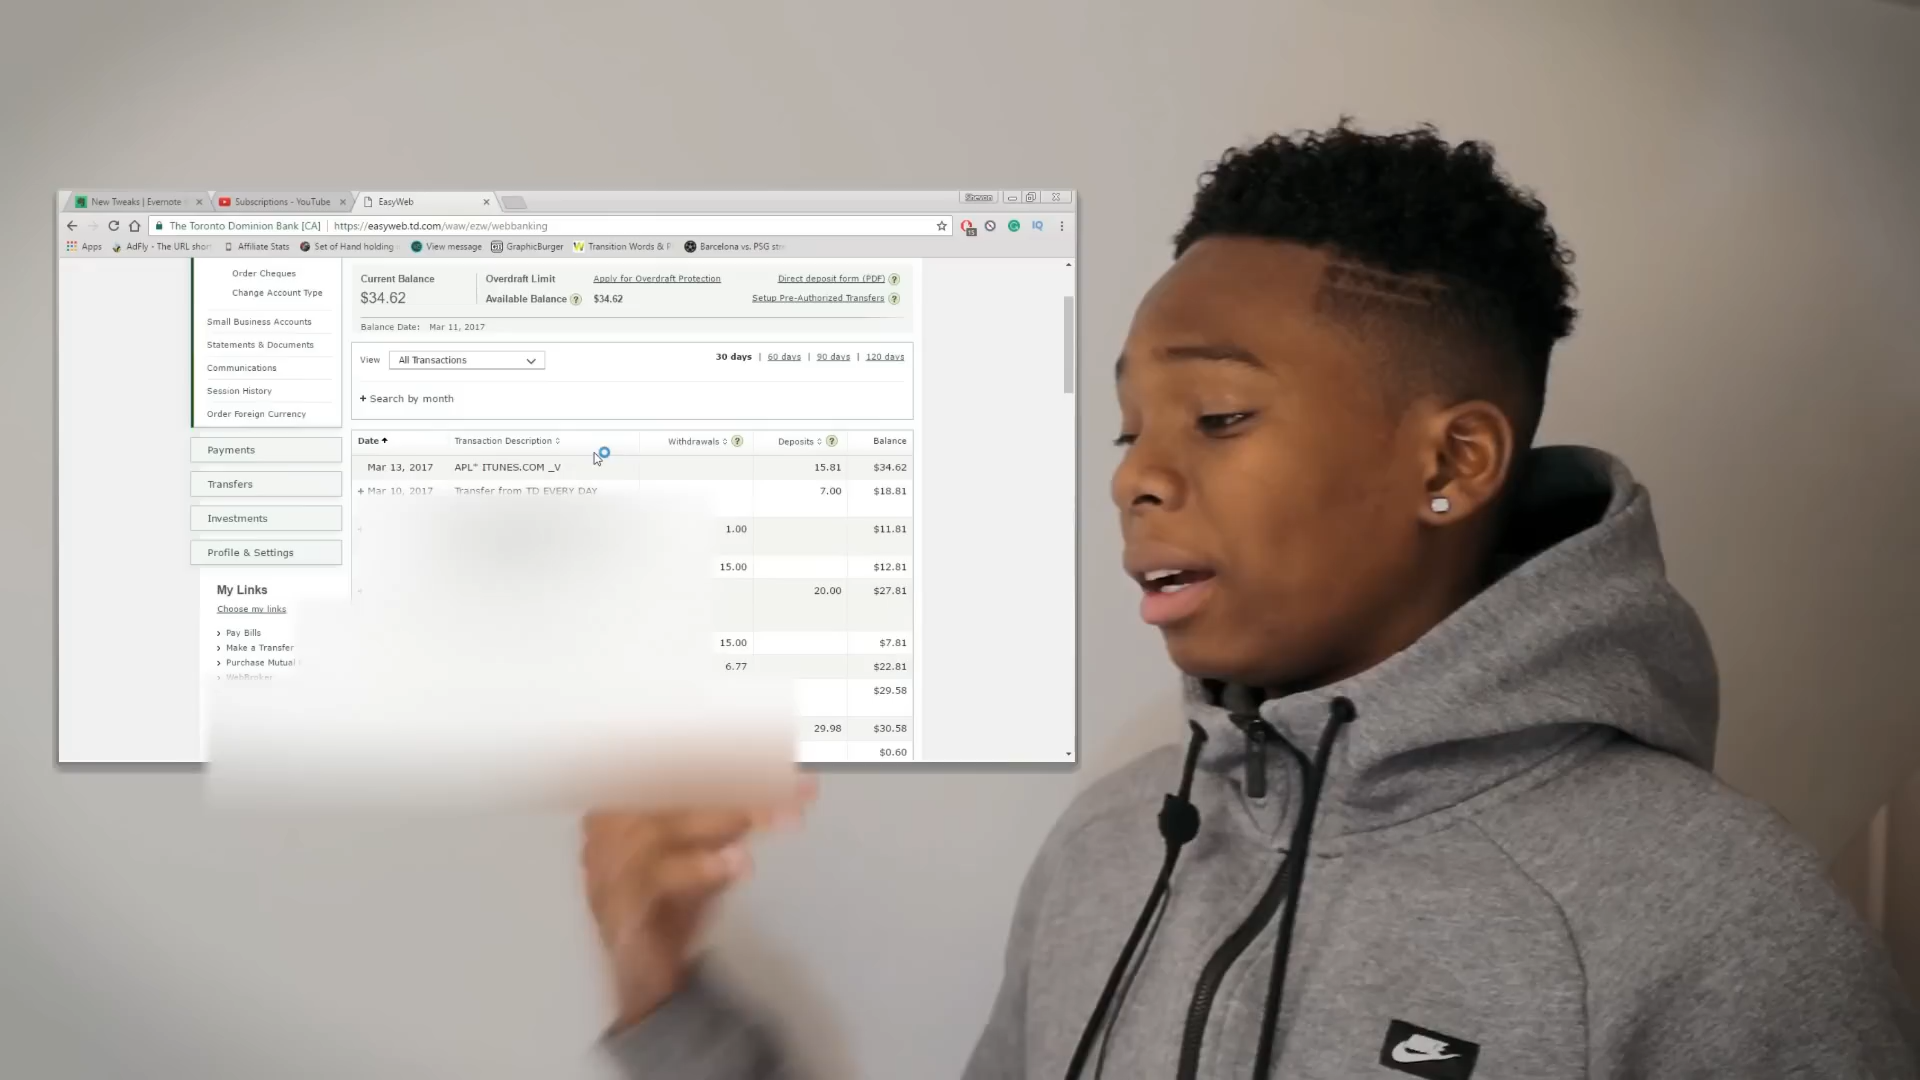 New Tweaks | Evernote
Subscriptions - YouTube
EasyWeb
The Toronto Dominion Bank [CA] | https://easyweb.td.com/waw/ezw/webbanking
Apps AdFly - The URL shor Affiliate Stats Set of Hand holding View message GraphicBurger Transition Words & P Barcelona vs. PSG stre
Order Cheques
Change Account Type
Small Business Accounts
Statements & Documents
Communications
Session History
Order Foreign Currency
Payments
Transfers
Investments
Profile & Settings
My Links
Choose my links
Pay Bills
Make a Transfer
Purchase Mutual
WebBroker
Current Balance
$34.62
Overdraft Limit Apply for Overdraft Protection
Available Balance ? $34.62
Direct deposit form (PDF) ?
Setup Pre-Authorized Transfers ?
Balance Date: Mar 11, 2017
View All Transactions
30 days | 60 days | 90 days | 120 days
+ Search by month
Date Transaction Description Withdrawals ? Deposits ? Balance
Mar 13, 2017 APL* ITUNES.COM _V 15.81 $34.62
+ Mar 10, 2017 Transfer from TD EVERY DAY 7.00 $18.81
1.00 $11.81
15.00 $12.81
20.00 $27.81
15.00 $7.81
6.77 $22.81
$29.58
29.98 $30.58
$0.60